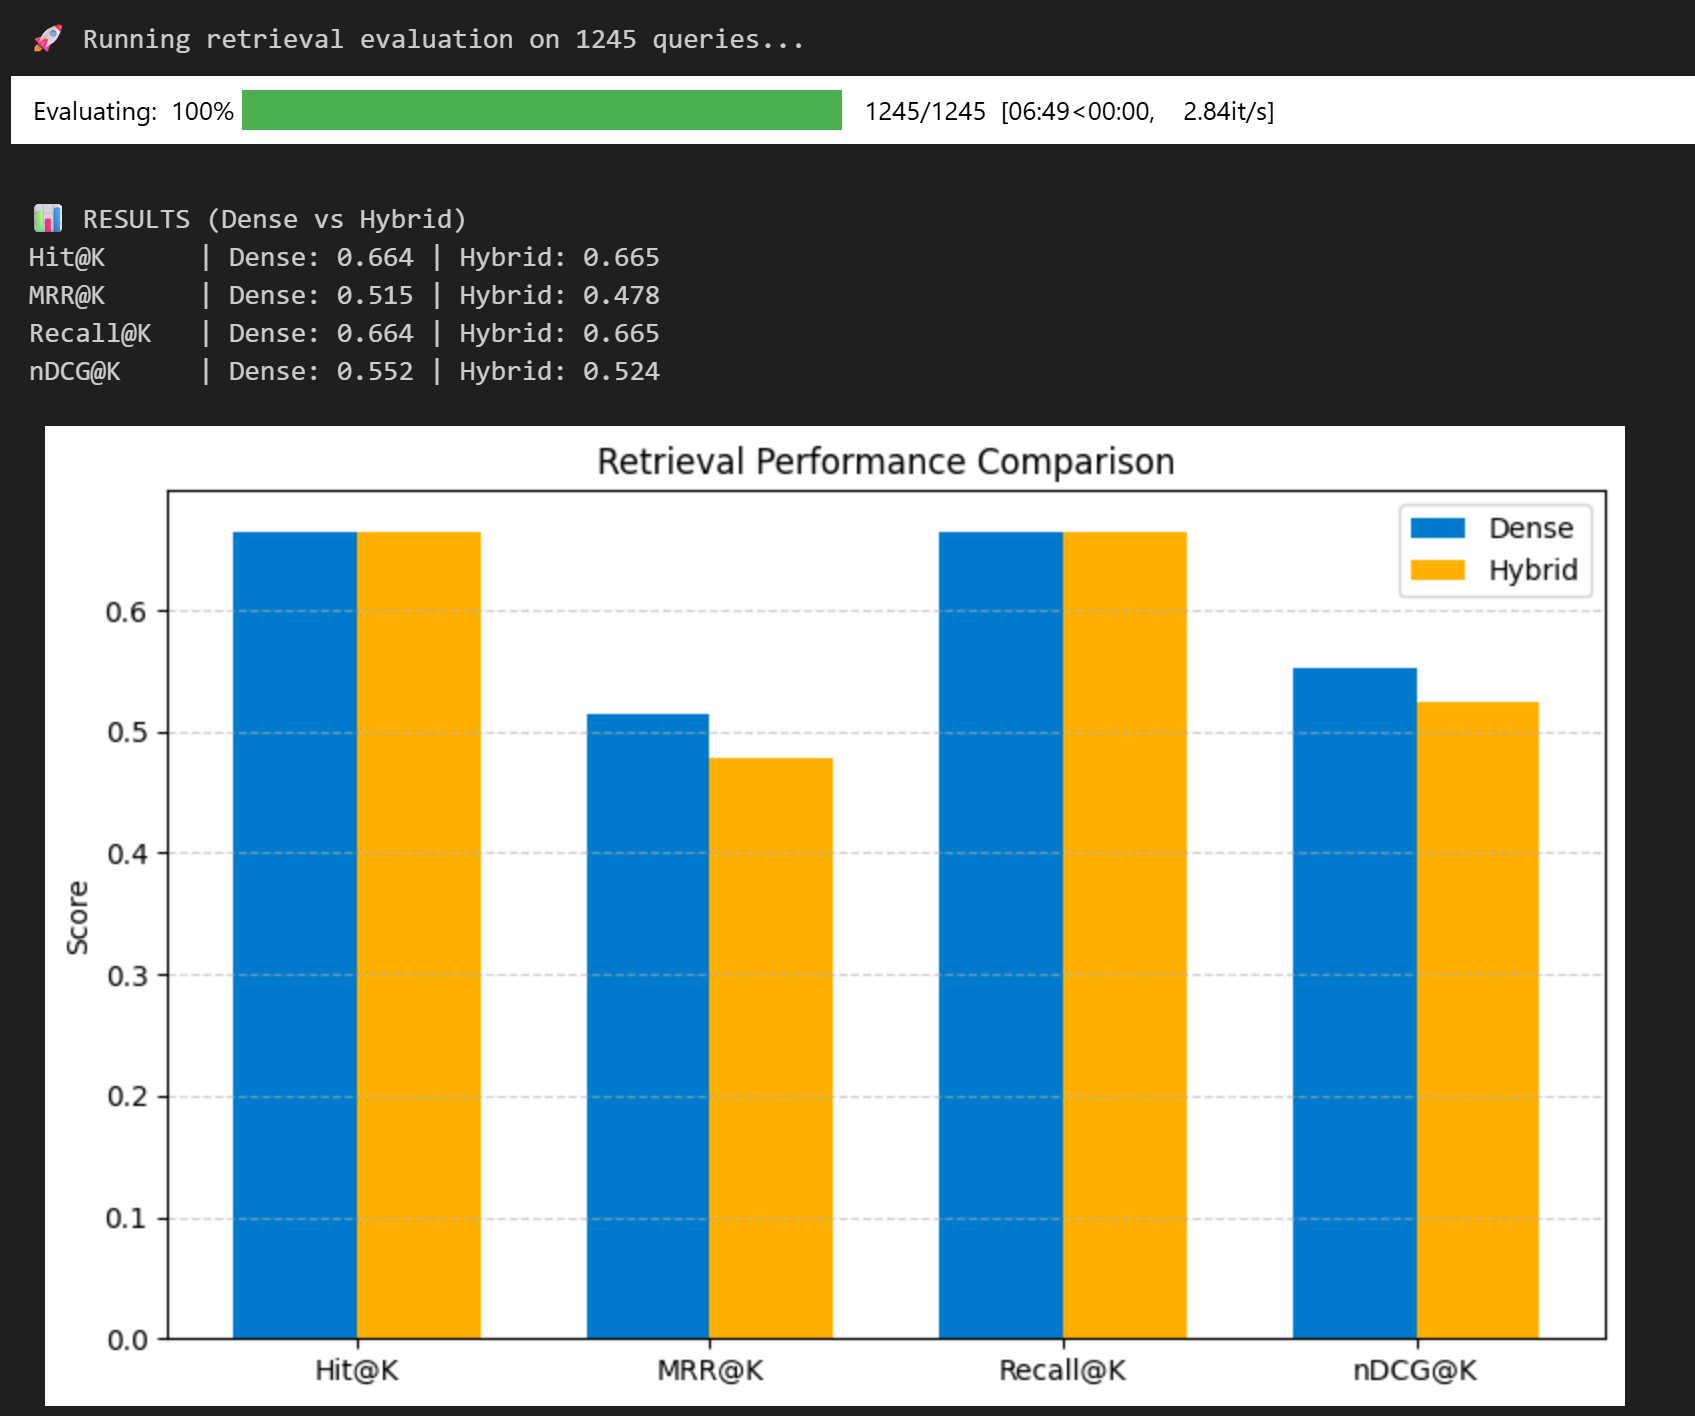 🚀 Running retrieval evaluation on 1245 queries...
Evaluating: 100% 1245/1245 [06:49<00:00, 2.84it/s]
📊 RESULTS (Dense vs Hybrid)
Hit@K | Dense: 0.664 | Hybrid: 0.665
MRR@K | Dense: 0.515 | Hybrid: 0.478
Recall@K | Dense: 0.664 | Hybrid: 0.665
nDCG@K | Dense: 0.552 | Hybrid: 0.524
Retrieval Performance Comparison
Dense
Hybrid
0.6
0.5
0.4
0.3
0.2
0.1
0.0
Score
Hit@K MRR@K Recall@K nDCG@K